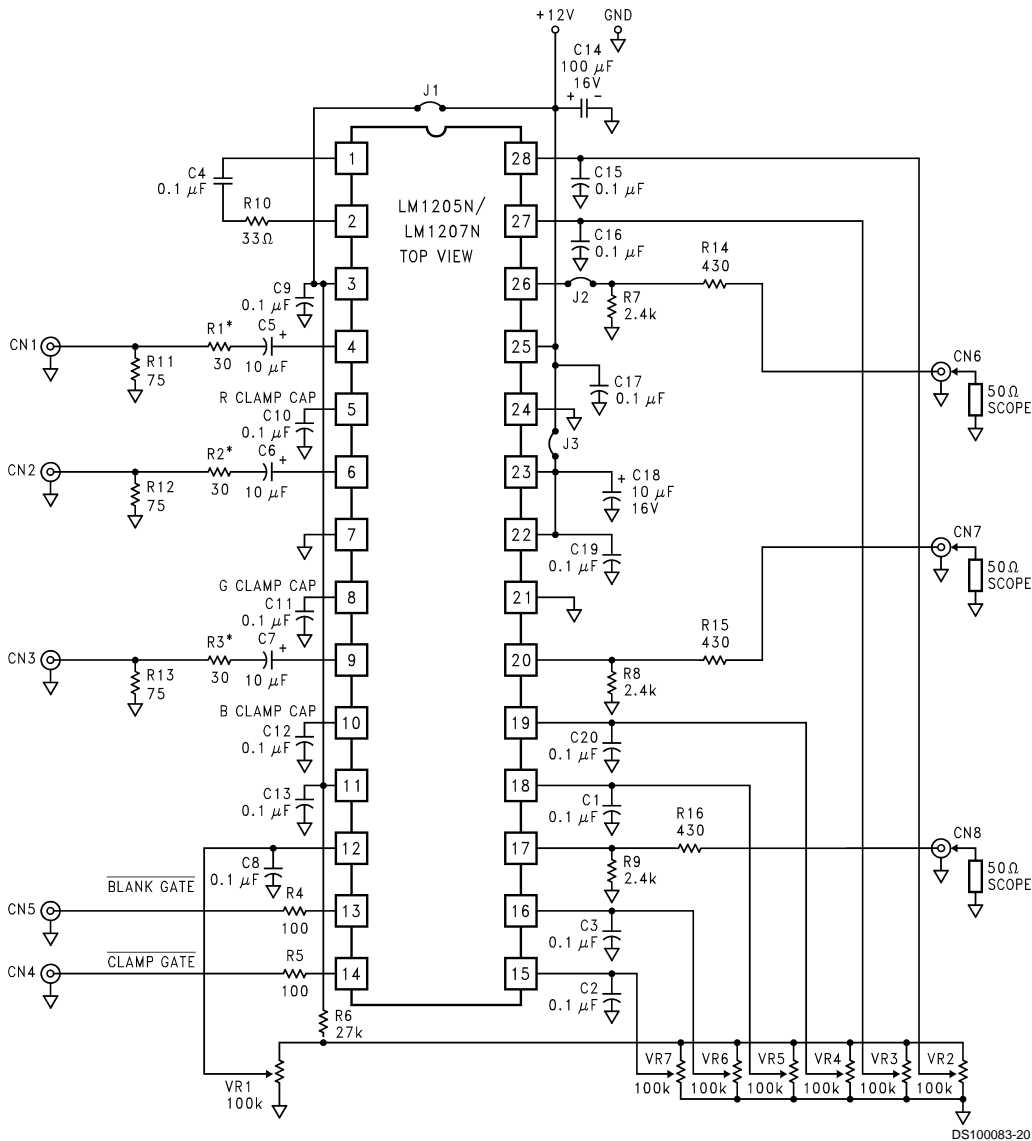 +12V GND
C14
100 µF
16V
+ −
J1
1
28
C4
0.1 µF
C15
0.1 µF
R10
33Ω
2
LM1205N/
LM1207N
TOP VIEW
27
C16
0.1 µF
R14
430
3
26
C9
0.1 µF
J2
R7
2.4k
CN1
R1*
30
C5
+
10 µF
4
25
R11
75
C17
0.1 µF
CN6
50Ω
SCOPE
R CLAMP CAP
C10
0.1 µF
5
24
J3
CN2
R2*
30
C6
+
10 µF
6
23
R12
75
+ C18
10 µF
16V
7
22
C19
0.1 µF
CN7
50Ω
SCOPE
G CLAMP CAP
C11
0.1 µF
8
21
CN3
R3*
30
C7
+
10 µF
9
20
R15
430
R13
75
R8
2.4k
B CLAMP CAP
C12
0.1 µF
10
19
C20
0.1 µF
C13
0.1 µF
11
18
C1
0.1 µF
R16
430
12
17
C8
0.1 µF
R9
2.4k
CN8
50Ω
SCOPE
BLANK GATE
CN5
R4
100
13
16
C3
0.1 µF
CLAMP GATE
CN4
R5
100
14
15
C2
0.1 µF
R6
27k
VR1
100k
VR7
100k
VR6
100k
VR5
100k
VR4
100k
VR3
100k
VR2
100k
DS100083-20